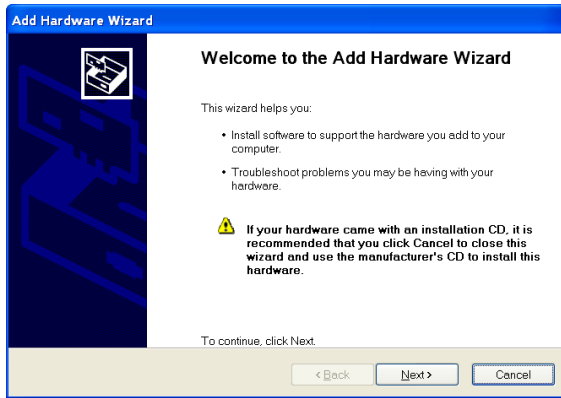 Add Hardware Wizard
Welcome to the Add Hardware Wizard
This wizard helps you:
• Install software to support the hardware you add to your
computer.
• Troubleshoot problems you may be having with your
hardware.
If your hardware came with an installation CD, it is
recommended that you click Cancel to close this
wizard and use the manufacturer's CD to install this
hardware.
To continue, click Next.
< Back Next > Cancel